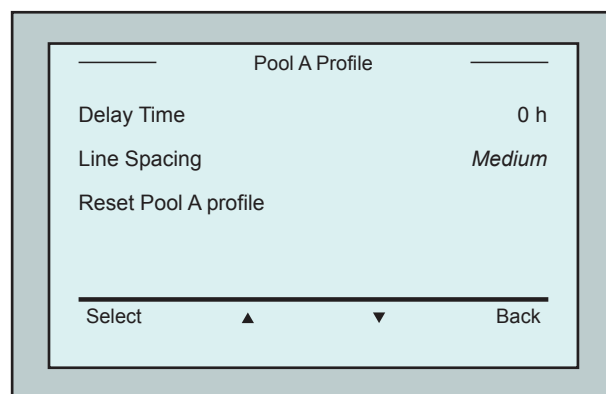 Pool A Profile
Delay Time 0 h
Line Spacing Medium
Reset Pool A profile
Select ▲ ▼ Back